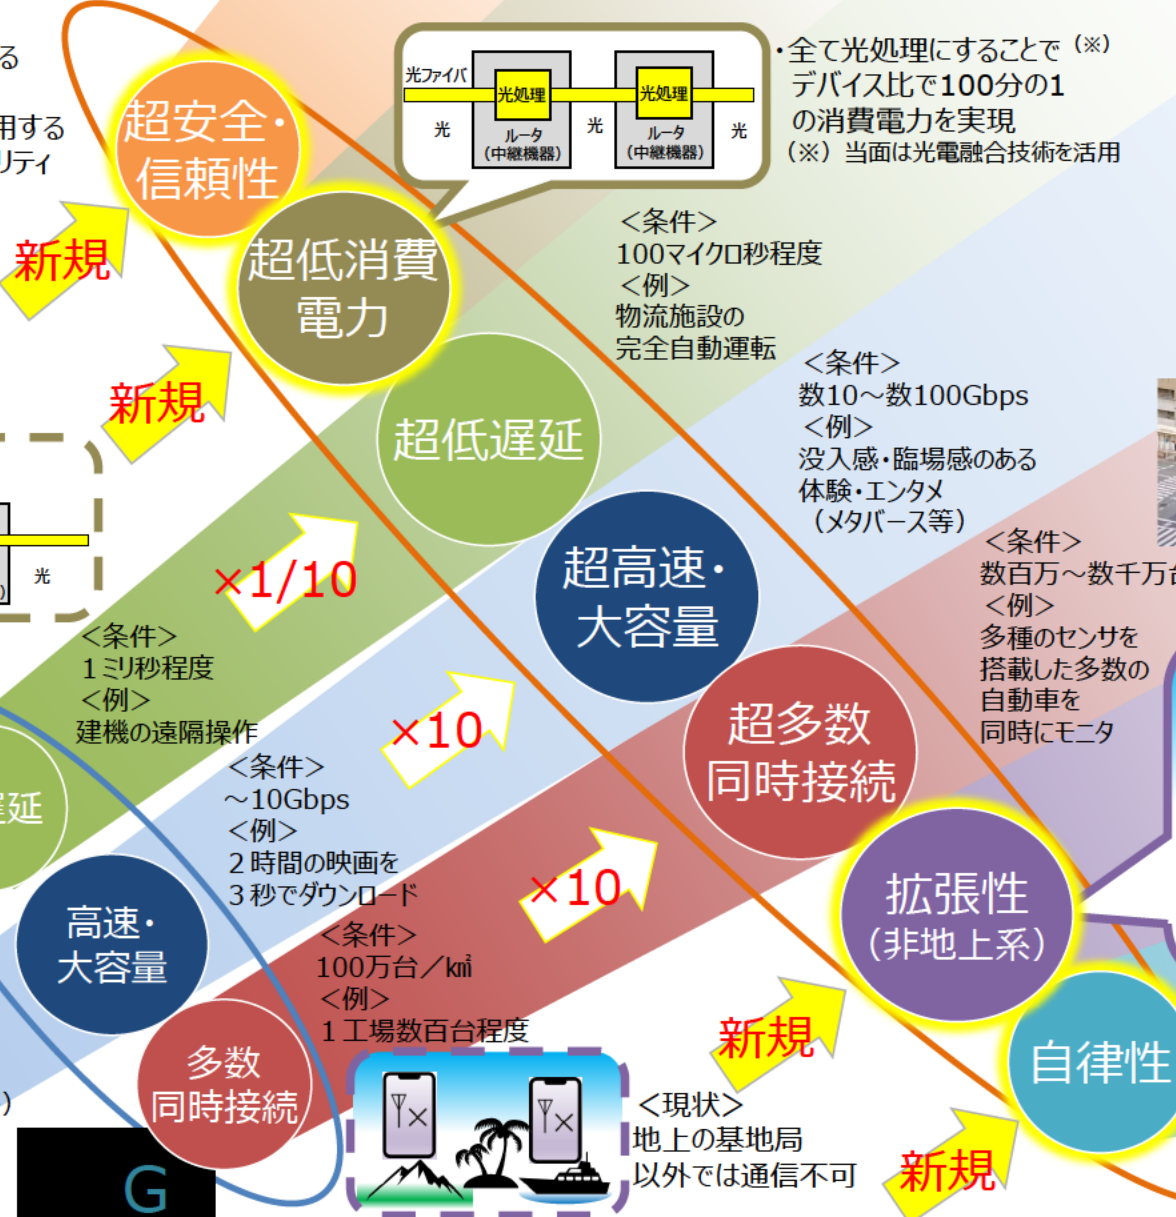 る
用する
リティ
超安全・
信頼性
光ファイバ
光処理
光処理
光
ルータ
(中継機器)
光
ルータ
(中継機器)
光
・全て光処理にすることで（※）
デバイス比で100分の1
の消費電力を実現
（※）当面は光電融合技術を活用
新規
超低消費
電力
＜条件＞
100マイクロ秒程度
＜例＞
物流施設の
完全自動運転
新規
超低遅延
＜条件＞
数10～数100Gbps
＜例＞
没入感・臨場感のある
体験・エンタメ
（メタバース等）
光
×1/10
超高速・
大容量
＜条件＞
数百万～数千万台
＜例＞
多種のセンサを
搭載した多数の
自動車を
同時にモニタ
＜条件＞
1ミリ秒程度
＜例＞
建機の遠隔操作
×10
超多数
同時接続
遅延
＜条件＞
～10Gbps
＜例＞
2時間の映画を
3秒でダウンロード
×10
拡張性
（非地上系）
高速・
大容量
＜条件＞
100万台／㎢
＜例＞
1工場数百台程度
新規
自律性
多数
同時接続
＜現状＞
地上の基地局
以外では通信不可
新規
）
G